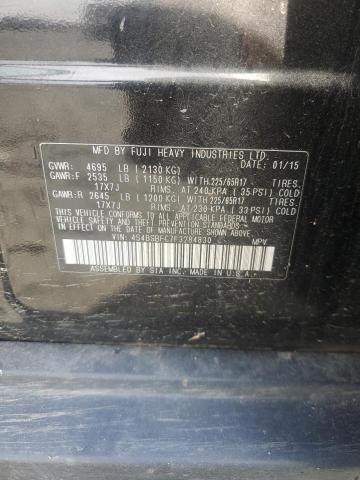 MFD BY FUJI HEAVY INDUSTRIES LTD. DATE: 01/15
GVWR: 4695 LB (2130 KG)
GAWR:F 2535 LB (1150 KG) WITH 225/65R17 TIRES.
17X7J RIMS. AT 240 KPA (35 PSI) COLD
GAWR:R 2645 LB (1200 KG) WITH 225/65R17 TIRES.
17X7J RIMS. AT 230 KPA (33 PSI) COLD
THIS VEHICLE CONFORMS TO ALL APPLICABLE FEDERAL MOTOR
VEHICLE SAFETY AND BUMPER STANDARDS
IN EFFECT ON THE DATE OF MANUFACTURE SHOWN ABOVE.
VIN: 4S4BSBFC7F3284830 MPV
ASSEMBLED BY SIA INC. MADE IN U.S.A.